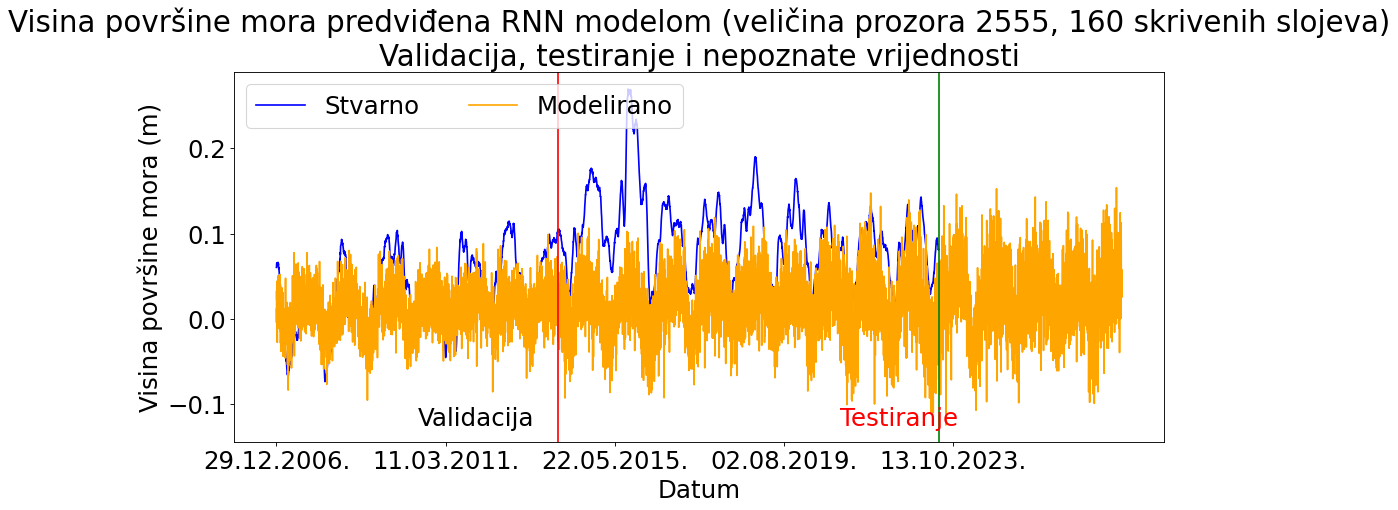 Visina površine mora predviđena RNN modelom (veličina prozora 2555, 160 skrivenih slojeva)
Validacija, testiranje i nepoznate vrijednosti
Stvarno Modelirano
Visina površine mora (m)
0.2
0.1
0.0
−0.1
Validacija Testiranje
29.12.2006. 11.03.2011. 22.05.2015. 02.08.2019. 13.10.2023.
Datum